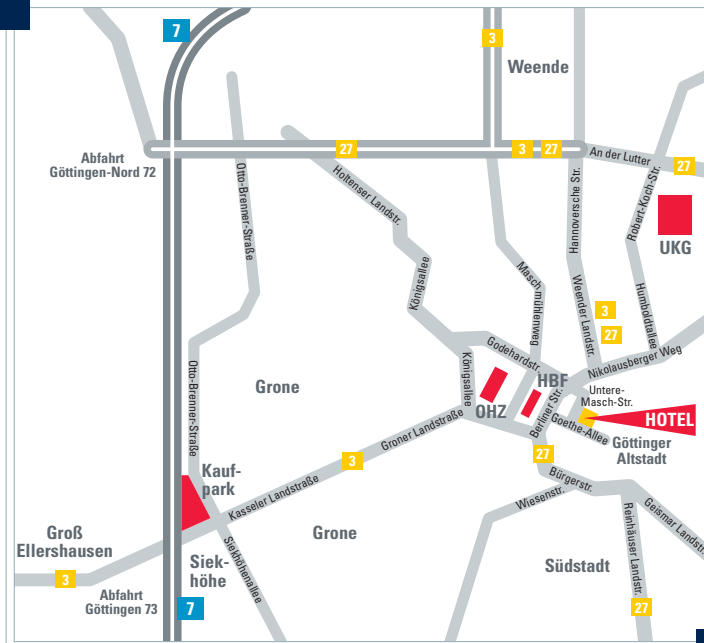 7
3
Weende
27
3
27
An der Lutter
27
Abfahrt
Göttingen-Nord 72
Otto-Brenner-Straße
Holtenser Landstr.
Hannoversche Str.
Robert-Koch-Str.
UKG
Königsallee
Maschmühlenweg
Weender Landstr.
Humboldtallee
3
27
Godehardstr.
Nikolausberger Weg
Otto-Brenner-Straße
Königsallee
Grone
HBF
OHZ
Berliner Str.
Untere-
Masch-Str.
HOTEL
Goethe-Allee
Göttinger
Altstadt
Groner Landstraße
3
27
Kauf-
park
Kasseler Landstraße
Bürgerstr.
Wiesenstr.
Geismar Landstr.
Reinhäuser Landstr.
Groß
Ellershausen
Grone
Südstadt
3
Siek-
höhe
Siekhöhenallee
Abfahrt
Göttingen 73
7
27